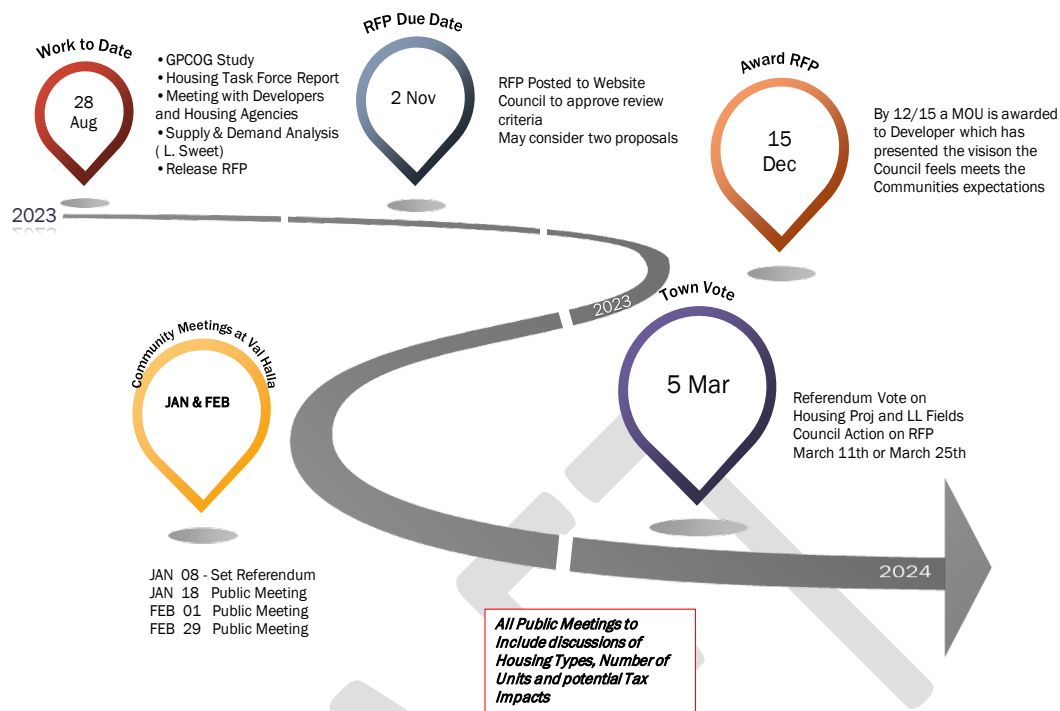 Work to Date
28
Aug
• GPCOG Study
• Housing Task Force Report
• Meeting with Developers
and Housing Agencies
• Supply & Demand Analysis
( L. Sweet)
• Release RFP
RFP Due Date
2 Nov
RFP Posted to Website
Council to approve review
criteria
May consider two proposals
Award RFP
15
Dec
By 12/15 a MOU is awarded
to Developer which has
presented the visison the
Council feels meets the
Communities expectations
2023
2023
Community Meetings at Val Halla
JAN & FEB
JAN 08 - Set Referendum
JAN 18 Public Meeting
FEB 01 Public Meeting
FEB 29 Public Meeting
Town Vote
5 Mar
Referendum Vote on
Housing Proj and LL Fields
Council Action on RFP
March 11th or March 25th
2024
All Public Meetings to
Include discussions of
Housing Types, Number of
Units and potential Tax
Impacts